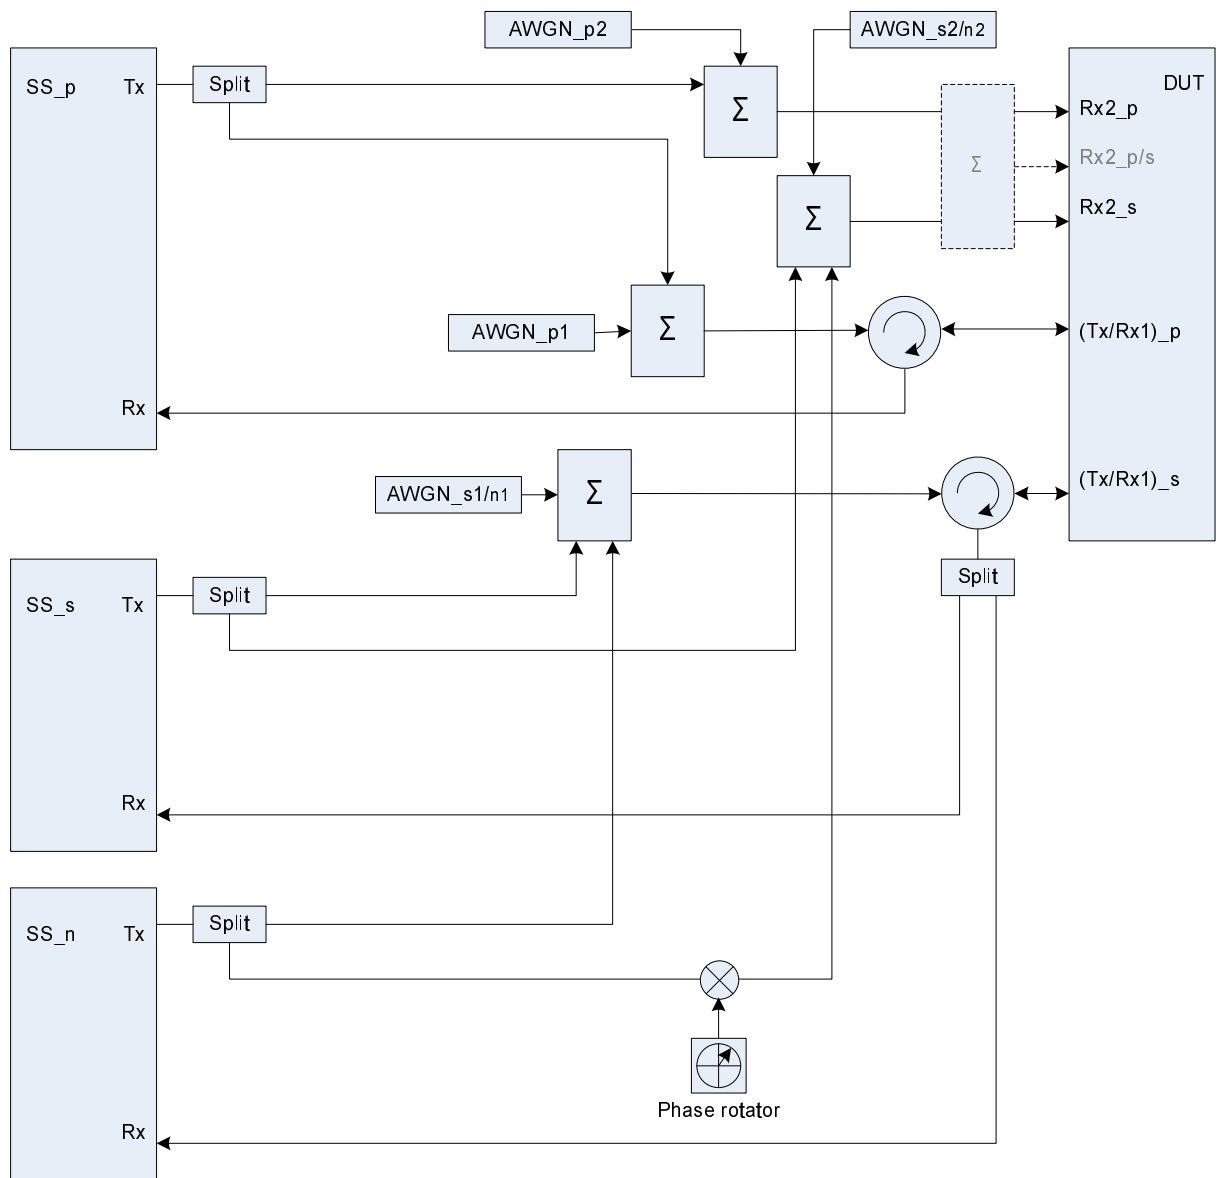 AWGN_p2
AWGN_s2/n2
SS_p
Tx
Split
Σ
DUT
Rx2_p
Σ
Rx2_p/s
Σ
Rx2_s
AWGN_p1
Σ
(Tx/Rx1)_p
Rx
AWGN_s1/n1
Σ
(Tx/Rx1)_s
Split
SS_s
Tx
Split
Rx
SS_n
Tx
Split
Phase rotator
Rx